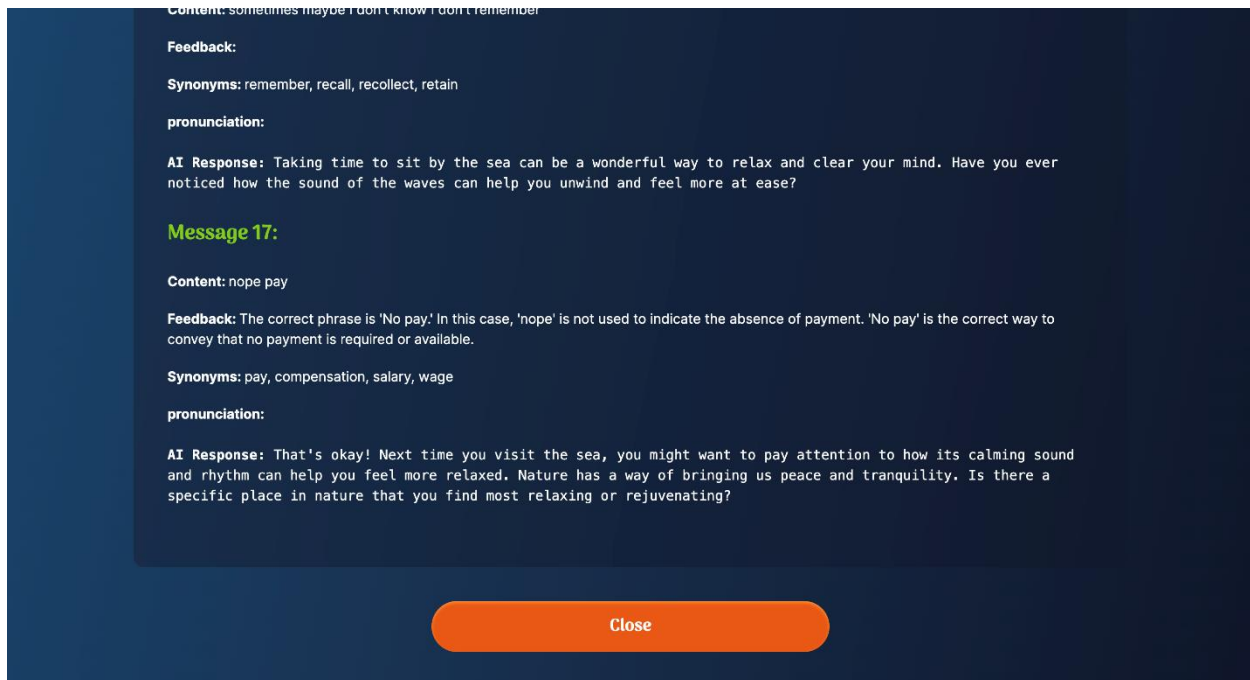 Content: sometimes maybe I don't know I don't remember
Feedback:
Synonyms: remember, recall, recollect, retain
pronunciation:
AI Response: Taking time to sit by the sea can be a wonderful way to relax and clear your mind. Have you ever
noticed how the sound of the waves can help you unwind and feel more at ease?
Message 17:
Content: nope pay
Feedback: The correct phrase is 'No pay.' In this case, 'nope' is not used to indicate the absence of payment. 'No pay' is the correct way to
convey that no payment is required or available.
Synonyms: pay, compensation, salary, wage
pronunciation:
AI Response: That's okay! Next time you visit the sea, you might want to pay attention to how its calming sound
and rhythm can help you feel more relaxed. Nature has a way of bringing us peace and tranquility. Is there a
specific place in nature that you find most relaxing or rejuvenating?
Close